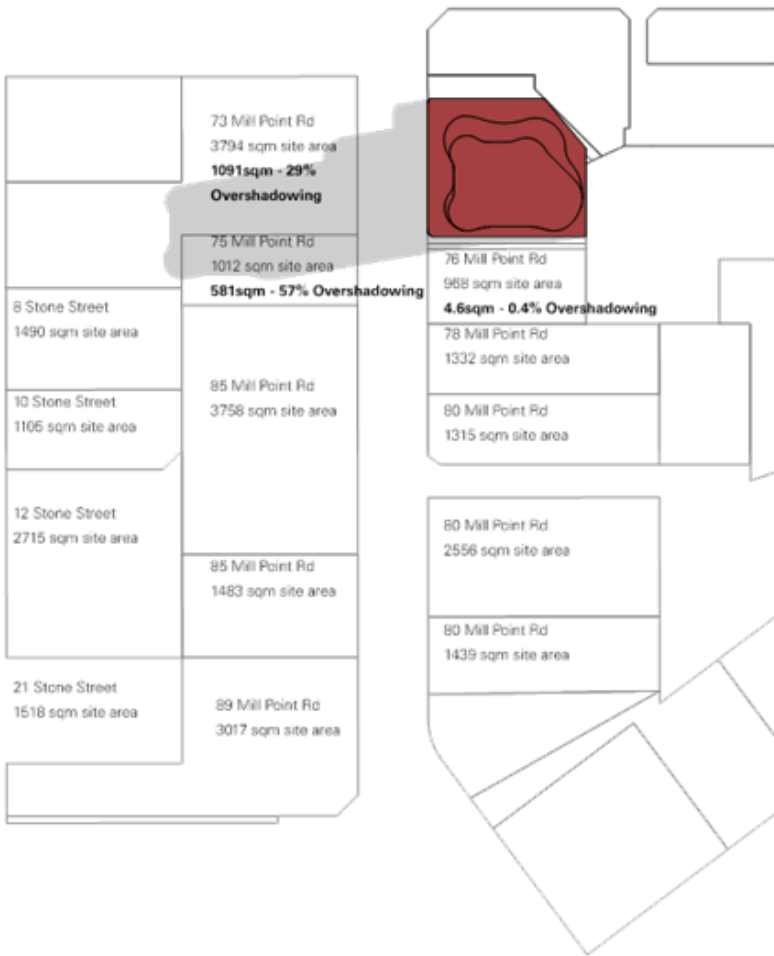 73 Mill Point Rd
3794 sqm site area
1091sqm - 29%
Overshadowing
75 Mill Point Rd
1012 sqm site area
581sqm - 57% Overshadowing
76 Mill Point Rd
968 sqm site area
4.6sqm - 0.4% Overshadowing
8 Stone Street
1490 sqm site area
78 Mill Point Rd
1332 sqm site area
85 Mill Point Rd
3758 sqm site area
10 Stone Street
1105 sqm site area
80 Mill Point Rd
1315 sqm site area
12 Stone Street
2715 sqm site area
80 Mill Point Rd
2556 sqm site area
85 Mill Point Rd
1483 sqm site area
80 Mill Point Rd
1439 sqm site area
21 Stone Street
1518 sqm site area
89 Mill Point Rd
3017 sqm site area